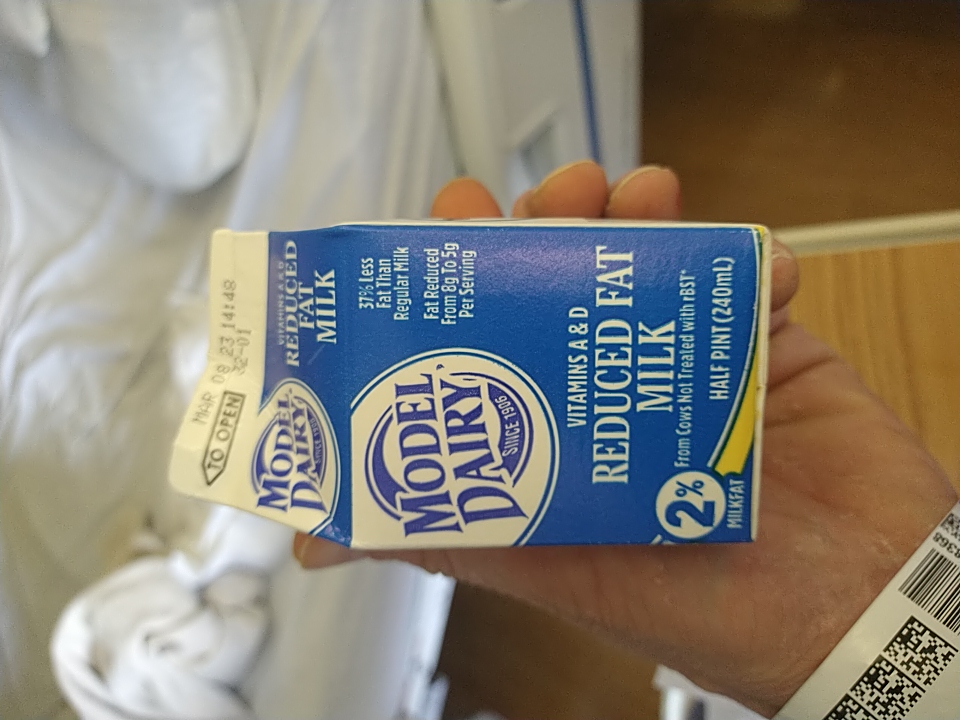 MAR 08 23 14:48
32-01
TO OPEN
MODEL
DAIRY
SINCE 1906
VITAMINS A & D
REDUCED
FAT
MILK
37% Less
Fat Than
Regular Milk
Fat Reduced
From 8g To 5g
Per Serving
MODEL
DAIRY
SINCE 1906
VITAMINS A & D
REDUCED FAT
MILK
From Cows Not Treated with rBST*
2%
MILKFAT
HALF PINT (240mL)